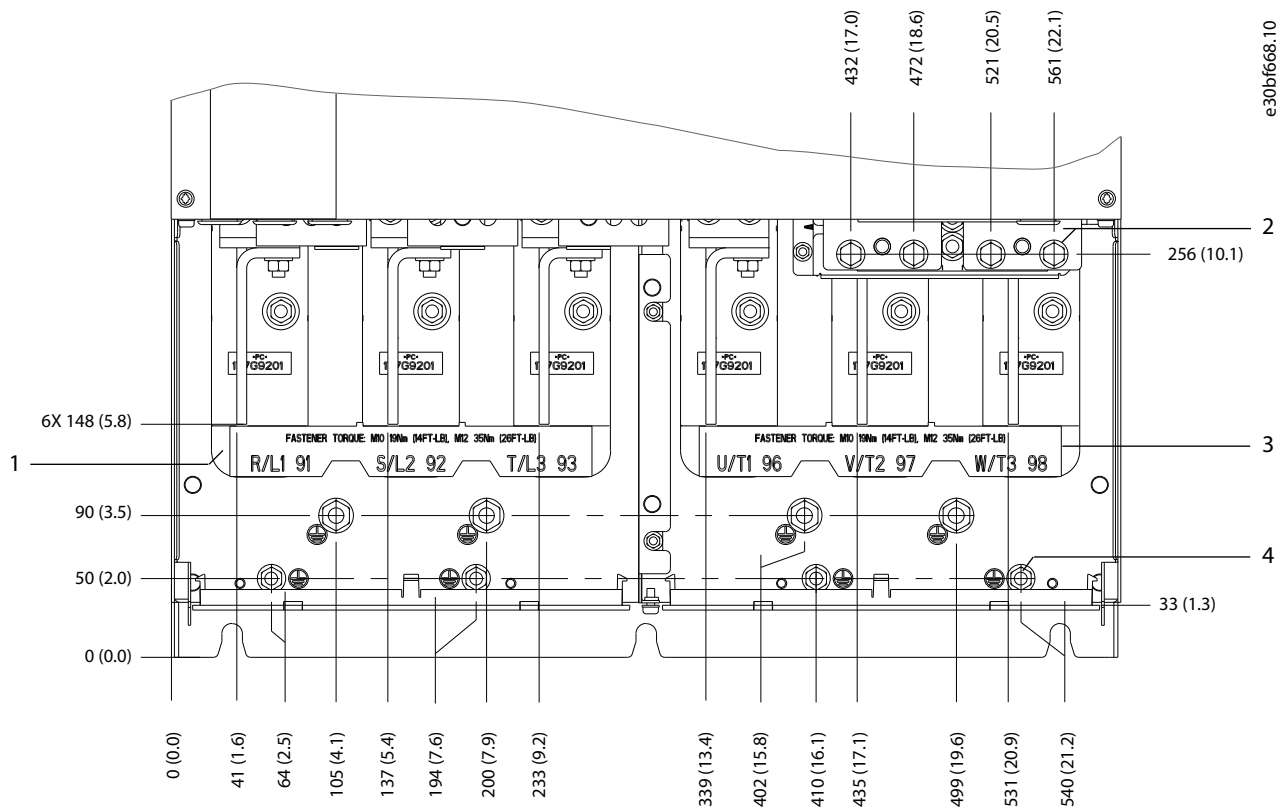 432 (17.0)
472 (18.6)
521 (20.5)
561 (22.1)
e30bf668.10
2
256 (10.1)
•PC•
•PC•
•PC•
•PC•
•PC•
•PC•
6X 148 (5.8)
FASTENER TORQUE: M10 19Nm (14FT-LB), M12 35Nm (26FT-LB)
FASTENER TORQUE: M10 19Nm (14FT-LB), M12 35Nm (26FT-LB)
3
1
R/L1 91
S/L2 92
T/L3 93
U/T1 96
V/T2 97
W/T3 98
90 (3.5)
4
50 (2.0)
33 (1.3)
0 (0.0)
0 (0.0)
41 (1.6)
64 (2.5)
105 (4.1)
137 (5.4)
194 (7.6)
200 (7.9)
233 (9.2)
339 (13.4)
402 (15.8)
410 (16.1)
435 (17.1)
499 (19.6)
531 (20.9)
540 (21.2)